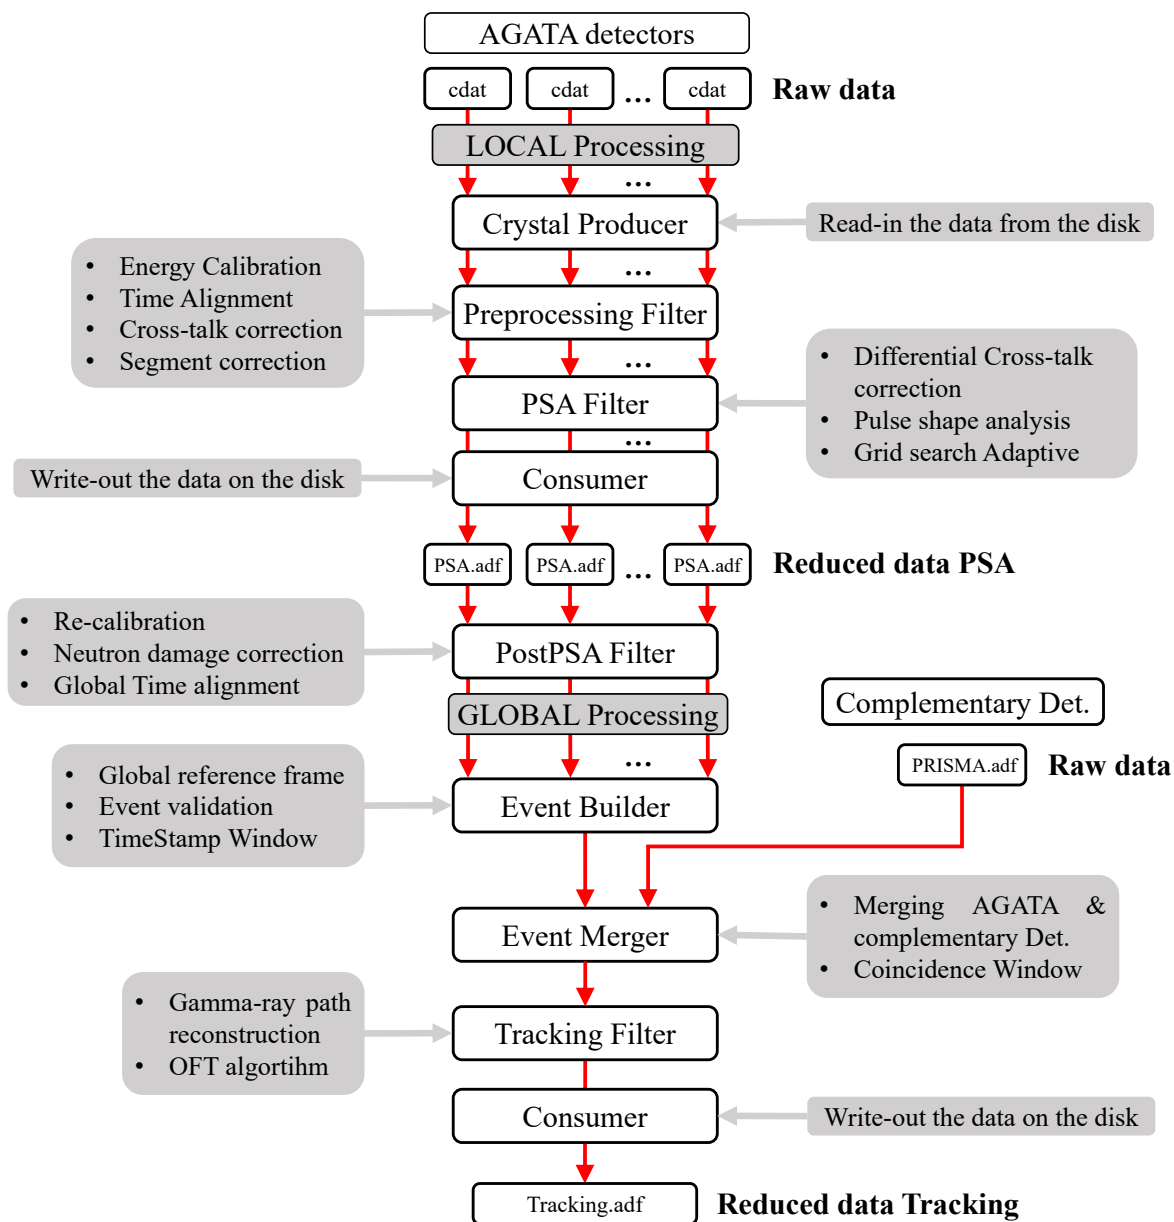 AGATA detectors
cdat cdat ... cdat Raw data
LOCAL Processing
...
Crystal Producer
Read-in the data from the disk
...
• Energy Calibration
• Time Alignment
• Cross-talk correction
• Segment correction
Preprocessing Filter
...
• Differential Cross-talk
correction
• Pulse shape analysis
• Grid search Adaptive
PSA Filter
...
Write-out the data on the disk
Consumer
PSA.adf PSA.adf ... PSA.adf Reduced data PSA
• Re-calibration
• Neutron damage correction
• Global Time alignment
PostPSA Filter
GLOBAL Processing
Complementary Det.
PRISMA.adf Raw data
...
• Global reference frame
• Event validation
• TimeStamp Window
Event Builder
• Merging AGATA &
complementary Det.
• Coincidence Window
Event Merger
• Gamma-ray path
reconstruction
• OFT algortihm
Tracking Filter
Consumer
Write-out the data on the disk
Tracking.adf Reduced data Tracking